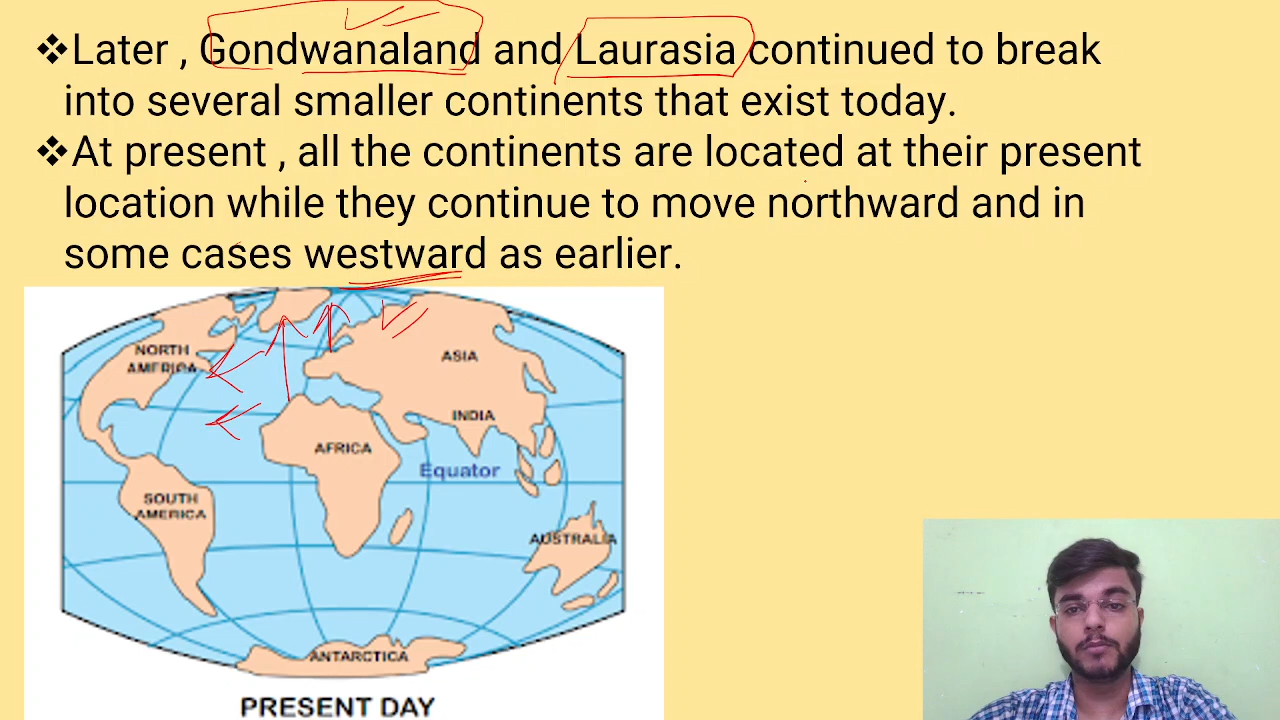 ❖Later , Gondwanaland and Laurasia continued to break
into several smaller continents that exist today.
❖At present , all the continents are located at their present
location while they continue to move northward and in
some cases westward as earlier.
NORTH
AMERICA
ASIA
INDIA
AFRICA
Equator
SOUTH
AMERICA
AUSTRALIA
ANTARCTICA
PRESENT DAY